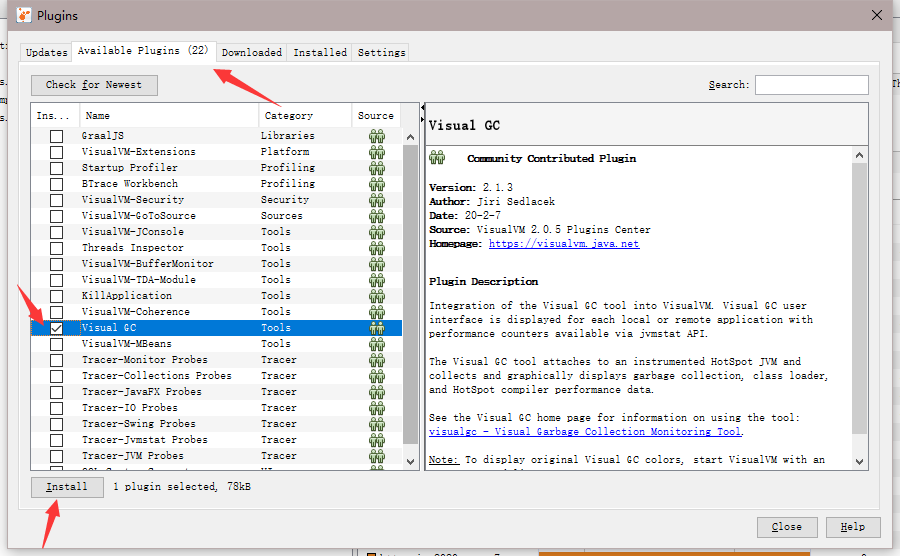 Plugins
Updates
Available Plugins (22)
Downloaded
Installed
Settings
Check for Newest
Search:
Ins... Name Category Source
GraalJS Libraries
VisualVM-Extensions Platform
Startup Profiler Profiling
BTrace Workbench Profiling
VisualVM-Security Security
VisualVM-GoToSource Sources
VisualVM-JConsole Tools
Threads Inspector Tools
VisualVM-BufferMonitor Tools
VisualVM-TDA-Module Tools
KillApplication Tools
VisualVM-Coherence Tools
Visual GC Tools
VisualVM-MBeans Tools
Tracer-Monitor Probes Tracer
Tracer-Collections Probes Tracer
Tracer-JavaFX Probes Tracer
Tracer-IO Probes Tracer
Tracer-Swing Probes Tracer
Tracer-Jvmstat Probes Tracer
Tracer-JVM Probes Tracer
Visual GC
Community Contributed Plugin
Version: 2.1.3
Author: Jiri Sedlacek
Date: 20-2-7
Source: VisualVM 2.0.5 Plugins Center
Homepage: https://visualvm.java.net
Plugin Description
Integration of the Visual GC tool into VisualVM. Visual GC user
interface is displayed for each local or remote application with
performance counters available via jvmstat API.
The Visual GC tool attaches to an instrumented HotSpot JVM and
collects and graphically displays garbage collection, class loader,
and HotSpot compiler performance data.
See the Visual GC home page for information on using the tool:
visualgc - Visual Garbage Collection Monitoring Tool.
Note: To display original Visual GC colors, start VisualVM with an
Install
1 plugin selected, 78kB
Close
Help